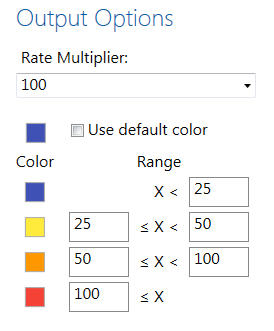 Output Options
Rate Multiplier:
100
Use default color
Color Range
X < 25
25 ≤ X < 50
50 ≤ X < 100
100 ≤ X